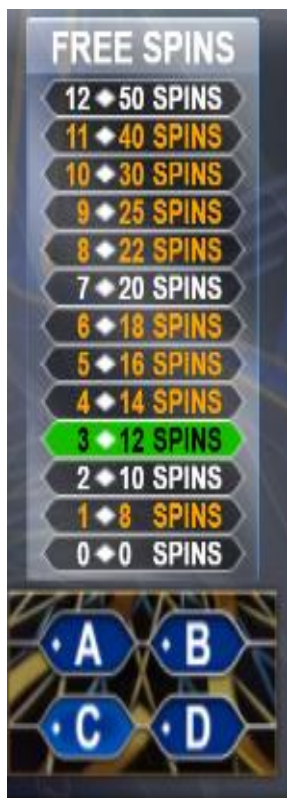 FREE SPINS
12 ◆ 50 SPINS
11 ◆ 40 SPINS
10 ◆ 30 SPINS
9 ◆ 25 SPINS
8 ◆ 22 SPINS
7 ◆ 20 SPINS
6 ◆ 18 SPINS
5 ◆ 16 SPINS
4 ◆ 14 SPINS
3 ◆ 12 SPINS
2 ◆ 10 SPINS
1 ◆ 8 SPINS
0 ◆ 0 SPINS
◆ A ◆ B
◆ C ◆ D